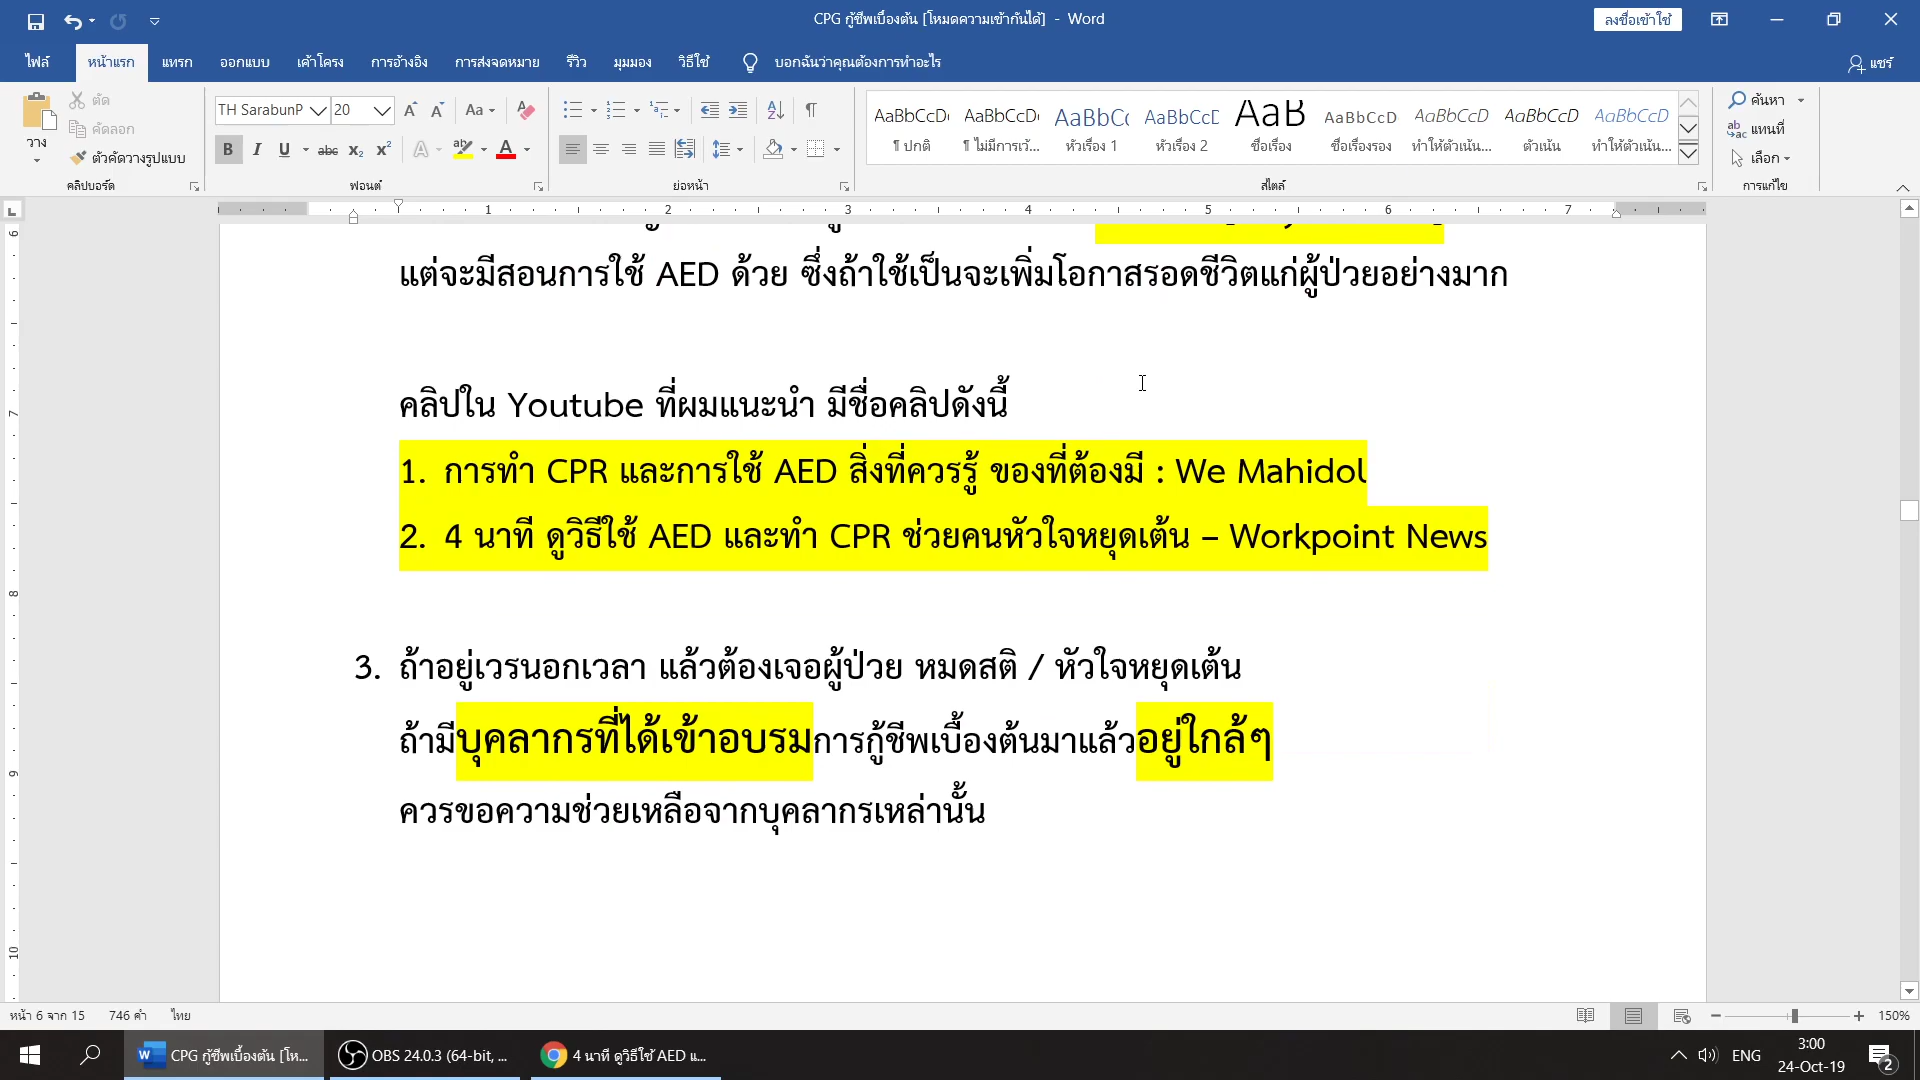 CPG กู้ชีพเบื้องต้น [โหมดความเข้ากันได้] - Word
ลงชื่อเข้าใช้
ไฟล์ หน้าแรก แทรก ออกแบบ เค้าโครง การอ้างอิง การส่งจดหมาย รีวิว มุมมอง วิธีใช้ บอกฉันว่าคุณต้องการทำอะไร แชร์
วาง
ตัด
คัดลอก
ตัวคัดวางรูปแบบ
คลิปบอร์ด
TH SarabunP 20
ฟอนต์
ย่อหน้า
AaBbCcDc AaBbCcDc AaBbCc AaBbCcE AaB AaBbCcD AaBbCcD AaBbCcD AaBbCcD
¶ ปกติ ¶ ไม่มีการเว้... หัวเรื่อง 1 หัวเรื่อง 2 ชื่อเรื่อง ชื่อเรื่องรอง ทำให้ตัวเน้น... ตัวเน้น ทำให้ตัวเน้น...
สไตล์
ค้นหา
แทนที่
เลือก
การแก้ไข
1 2 3 4 5 6 7
6
7
8
9
10
แต่จะมีสอนการใช้ AED ด้วย ซึ่งถ้าใช้เป็นจะเพิ่มโอกาสรอดชีวิตแก่ผู้ป่วยอย่างมาก
คลิปใน Youtube ที่ผมแนะนำ มีชื่อคลิปดังนี้
1. การทำ CPR และการใช้ AED สิ่งที่ควรรู้ ของที่ต้องมี : We Mahidol
2. 4 นาที ดูวิธีใช้ AED และทำ CPR ช่วยคนหัวใจหยุดเต้น – Workpoint News
3. ถ้าอยู่เวรนอกเวลา แล้วต้องเจอผู้ป่วย หมดสติ / หัวใจหยุดเต้น
ถ้ามีบุคลากรที่ได้เข้าอบรมการกู้ชีพเบื้องต้นมาแล้วอยู่ใกล้ๆ
ควรขอความช่วยเหลือจากบุคลากรเหล่านั้น
หน้า 6 จาก 15 746 คำ ไทย
150%
CPG กู้ชีพเบื้องต้น [โห... OBS 24.0.3 (64-bit, ... 4 นาที ดูวิธีใช้ AED แ...
ENG
3:00
24-Oct-19
2